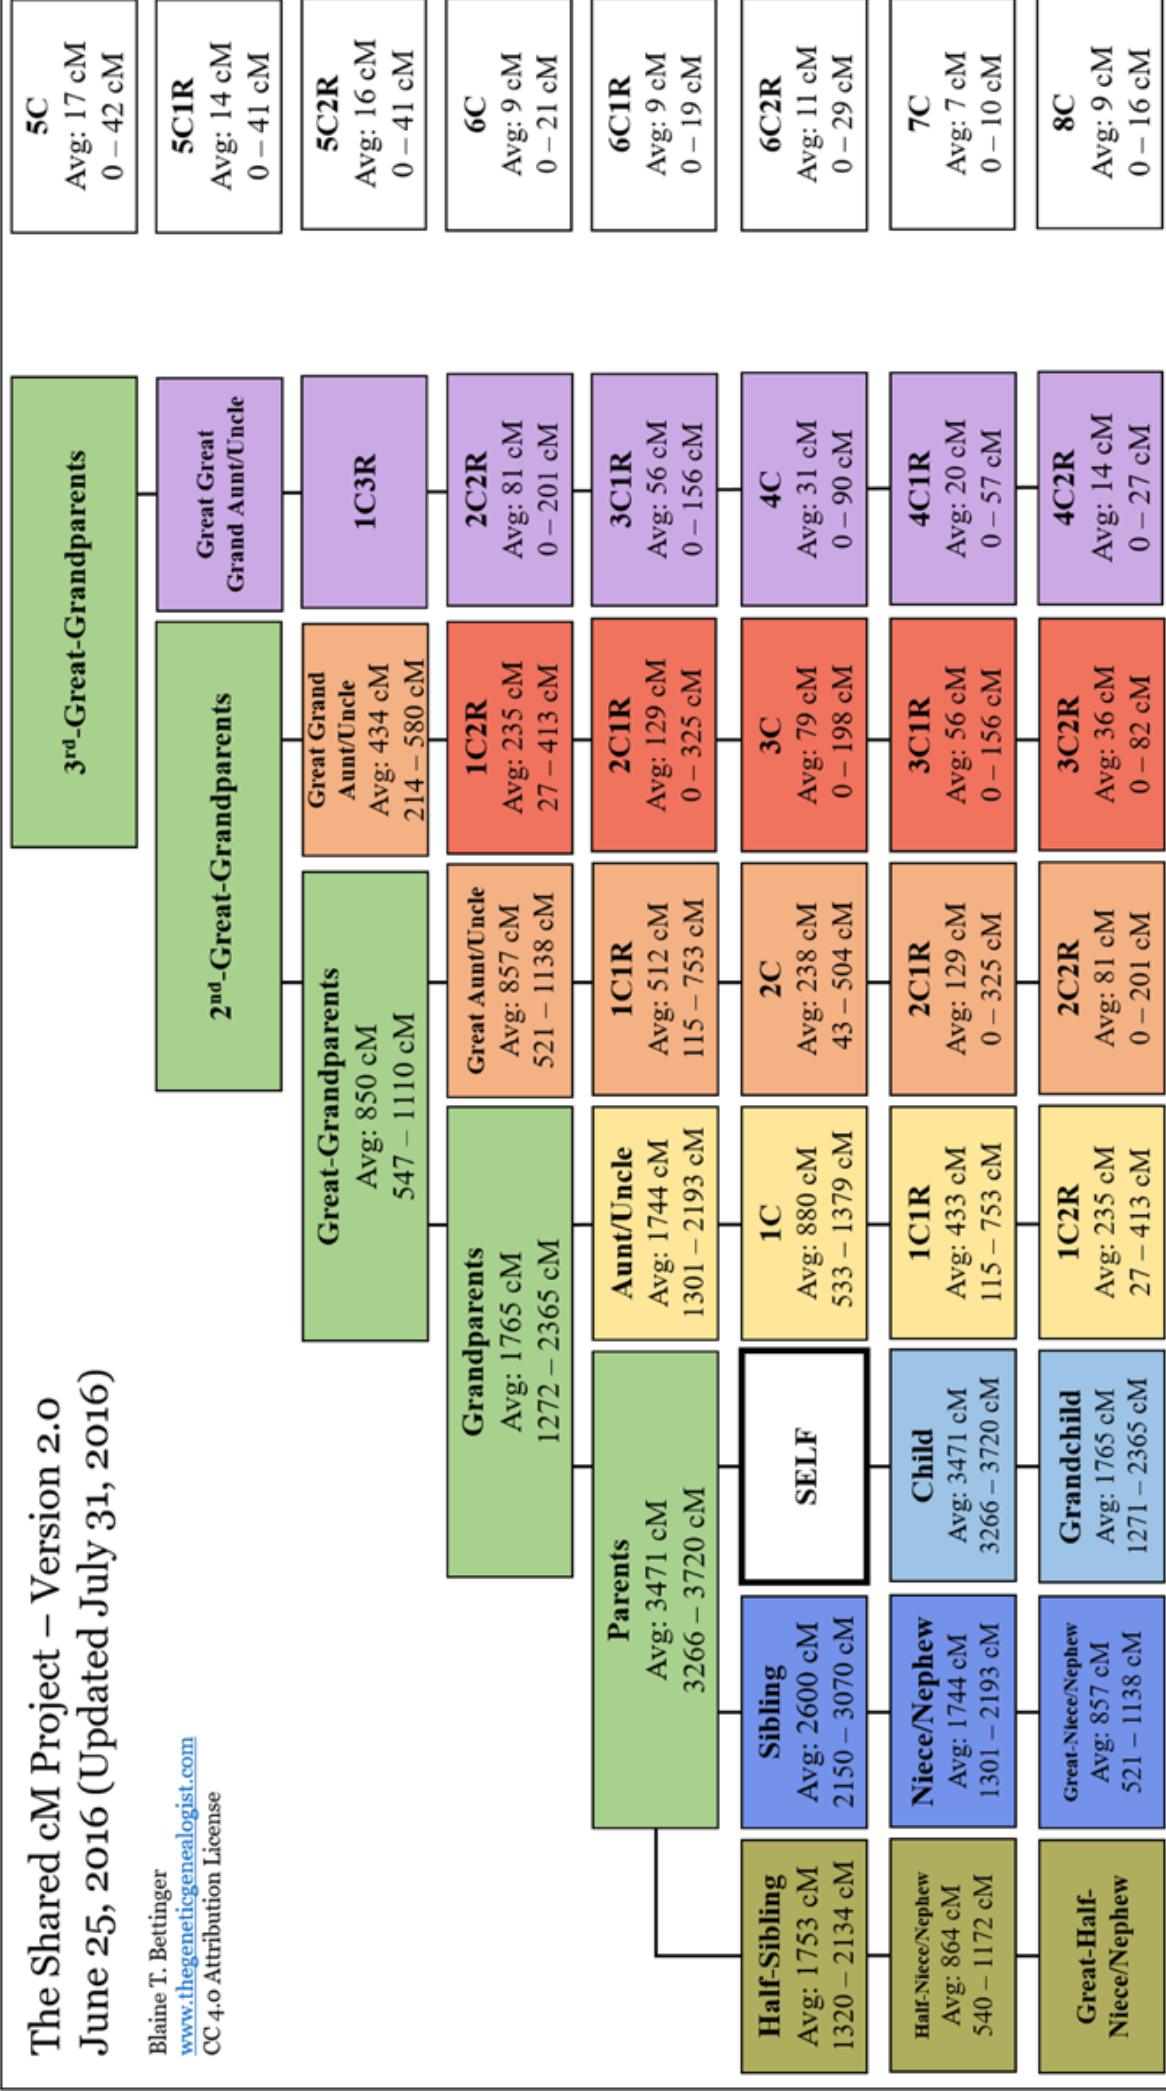 The Shared cM Project – Version 2.0
June 25, 2016 (Updated July 31, 2016)
Blaine T. Bettinger
www.thegeneticgenealogist.com
CC 4.0 Attribution License
3rd-Great-Grandparents
5C
Avg: 17 cM
0 – 42 cM
2nd-Great-Grandparents
Great Great
Grand Aunt/Uncle
5C1R
Avg: 14 cM
0 – 41 cM
Great-Grandparents
Avg: 850 cM
547 – 1110 cM
Great Grand
Aunt/Uncle
Avg: 434 cM
214 – 580 cM
1C3R
5C2R
Avg: 16 cM
0 – 41 cM
Grandparents
Avg: 1765 cM
1272 – 2365 cM
Great Aunt/Uncle
Avg: 857 cM
521 – 1138 cM
1C2R
Avg: 235 cM
27 – 413 cM
2C2R
Avg: 81 cM
0 – 201 cM
6C
Avg: 9 cM
0 – 21 cM
Parents
Avg: 3471 cM
3266 – 3720 cM
Aunt/Uncle
Avg: 1744 cM
1301 – 2193 cM
1C1R
Avg: 512 cM
115 – 753 cM
2C1R
Avg: 129 cM
0 – 325 cM
3C1R
Avg: 56 cM
0 – 156 cM
6C1R
Avg: 9 cM
0 – 19 cM
Half-Sibling
Avg: 1753 cM
1320 – 2134 cM
Sibling
Avg: 2600 cM
2150 – 3070 cM
SELF
1C
Avg: 880 cM
533 – 1379 cM
2C
Avg: 238 cM
43 – 504 cM
3C
Avg: 79 cM
0 – 198 cM
4C
Avg: 31 cM
0 – 90 cM
6C2R
Avg: 11 cM
0 – 29 cM
Half-Niece/Nephew
Avg: 864 cM
540 – 1172 cM
Niece/Nephew
Avg: 1744 cM
1301 – 2193 cM
Child
Avg: 3471 cM
3266 – 3720 cM
1C1R
Avg: 433 cM
115 – 753 cM
2C1R
Avg: 129 cM
0 – 325 cM
3C1R
Avg: 56 cM
0 – 156 cM
4C1R
Avg: 20 cM
0 – 57 cM
7C
Avg: 7 cM
0 – 10 cM
Great-Half-
Niece/Nephew
Great-Niece/Nephew
Avg: 857 cM
521 – 1138 cM
Grandchild
Avg: 1765 cM
1271 – 2365 cM
1C2R
Avg: 235 cM
27 – 413 cM
2C2R
Avg: 81 cM
0 – 201 cM
3C2R
Avg: 36 cM
0 – 82 cM
4C2R
Avg: 14 cM
0 – 27 cM
8C
Avg: 9 cM
0 – 16 cM